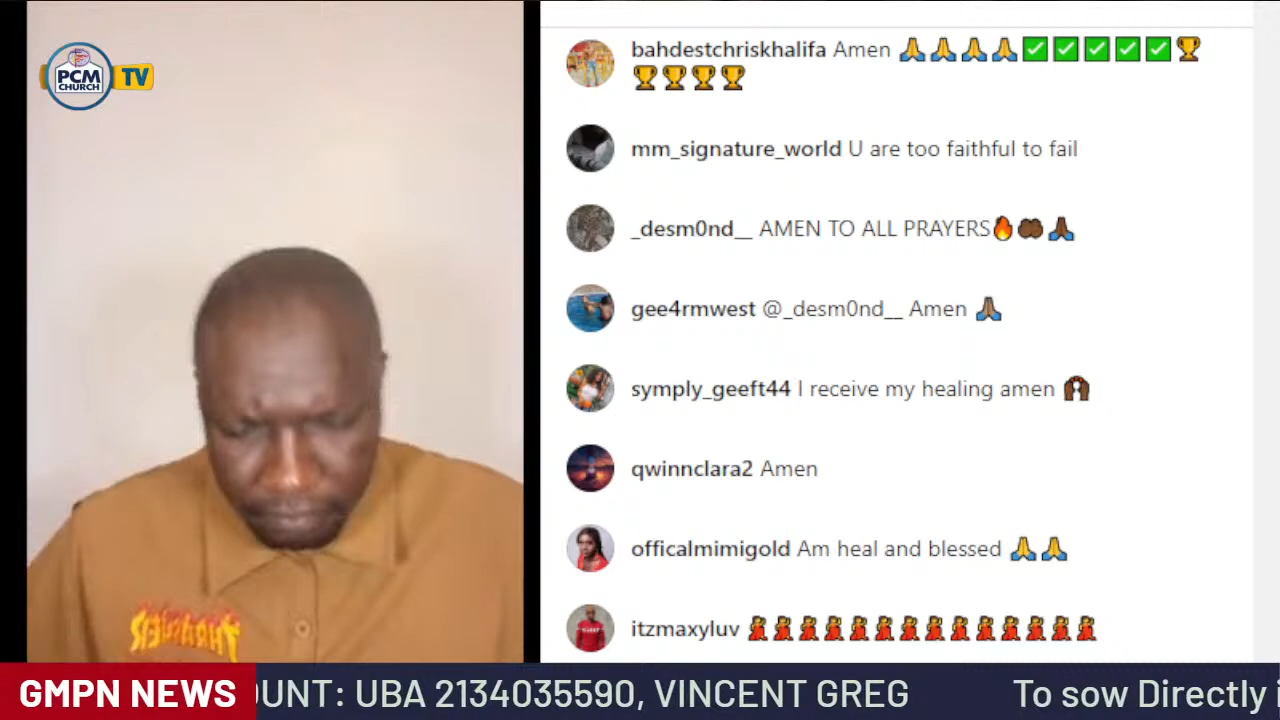 PCM
CHURCH
TV
bahdestchriskhalifa Amen 🙏🙏🙏🙏✅✅✅✅✅🏆
🏆🏆🏆🏆
mm_signature_world U are too faithful to fail
_desm0nd__ AMEN TO ALL PRAYERS🔥🤲🏿🙏🏿
gee4rmwest @_desm0nd__ Amen 🙏🏽
symply_geeft44 I receive my healing amen 🙌🏿
qwinnclara2 Amen
officalmimigold Am heal and blessed 🙏🙏
itzmaxyluv 💃💃💃💃💃💃💃💃💃💃💃💃💃💃
THRASHER
GMPN NEWS
OUNT: UBA 2134035590, VINCENT GREG
To sow Directly i